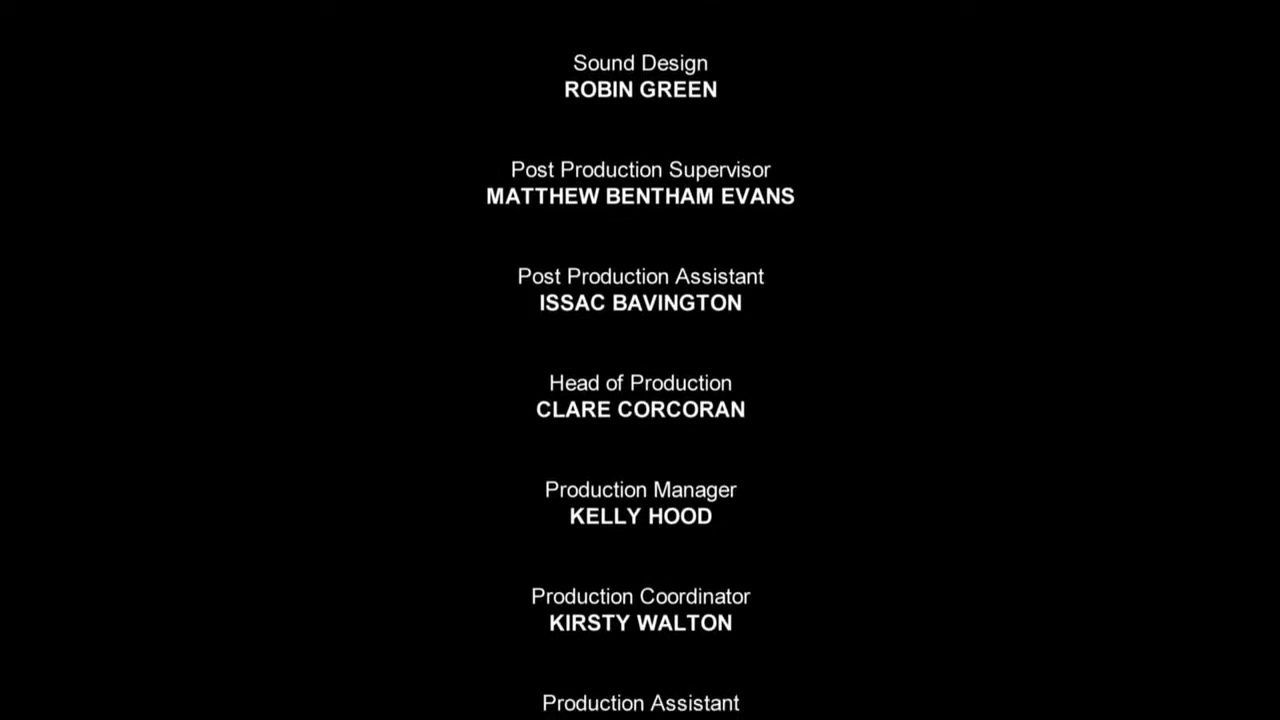 Sound Design
ROBIN GREEN
Post Production Supervisor
MATTHEW BENTHAM EVANS
Post Production Assistant
ISSAC BAVINGTON
Head of Production
CLARE CORCORAN
Production Manager
KELLY HOOD
Production Coordinator
KIRSTY WALTON
Production Assistant